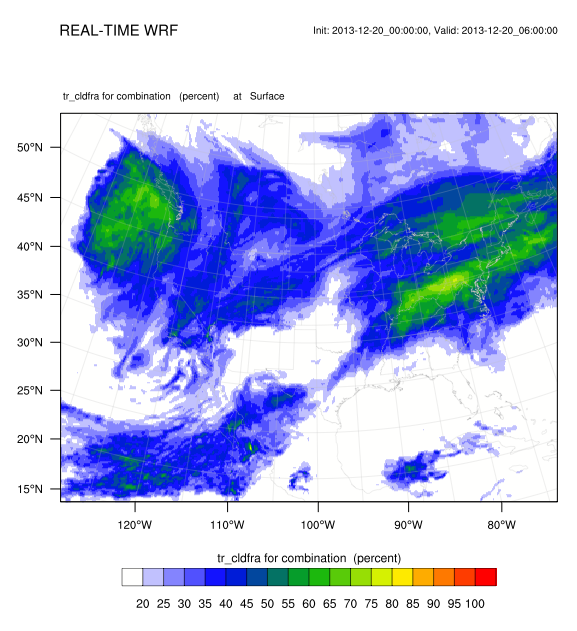 REAL-TIME WRF
Init: 2013-12-20_00:00:00, Valid: 2013-12-20_06:00:00
tr_cldfra for combination (percent) at Surface
50°N
45°N
40°N
35°N
30°N
25°N
20°N
15°N
120°W 110°W 100°W 90°W 80°W
tr_cldfra for combination (percent)
20 25 30 35 40 45 50 55 60 65 70 75 80 85 90 95 100